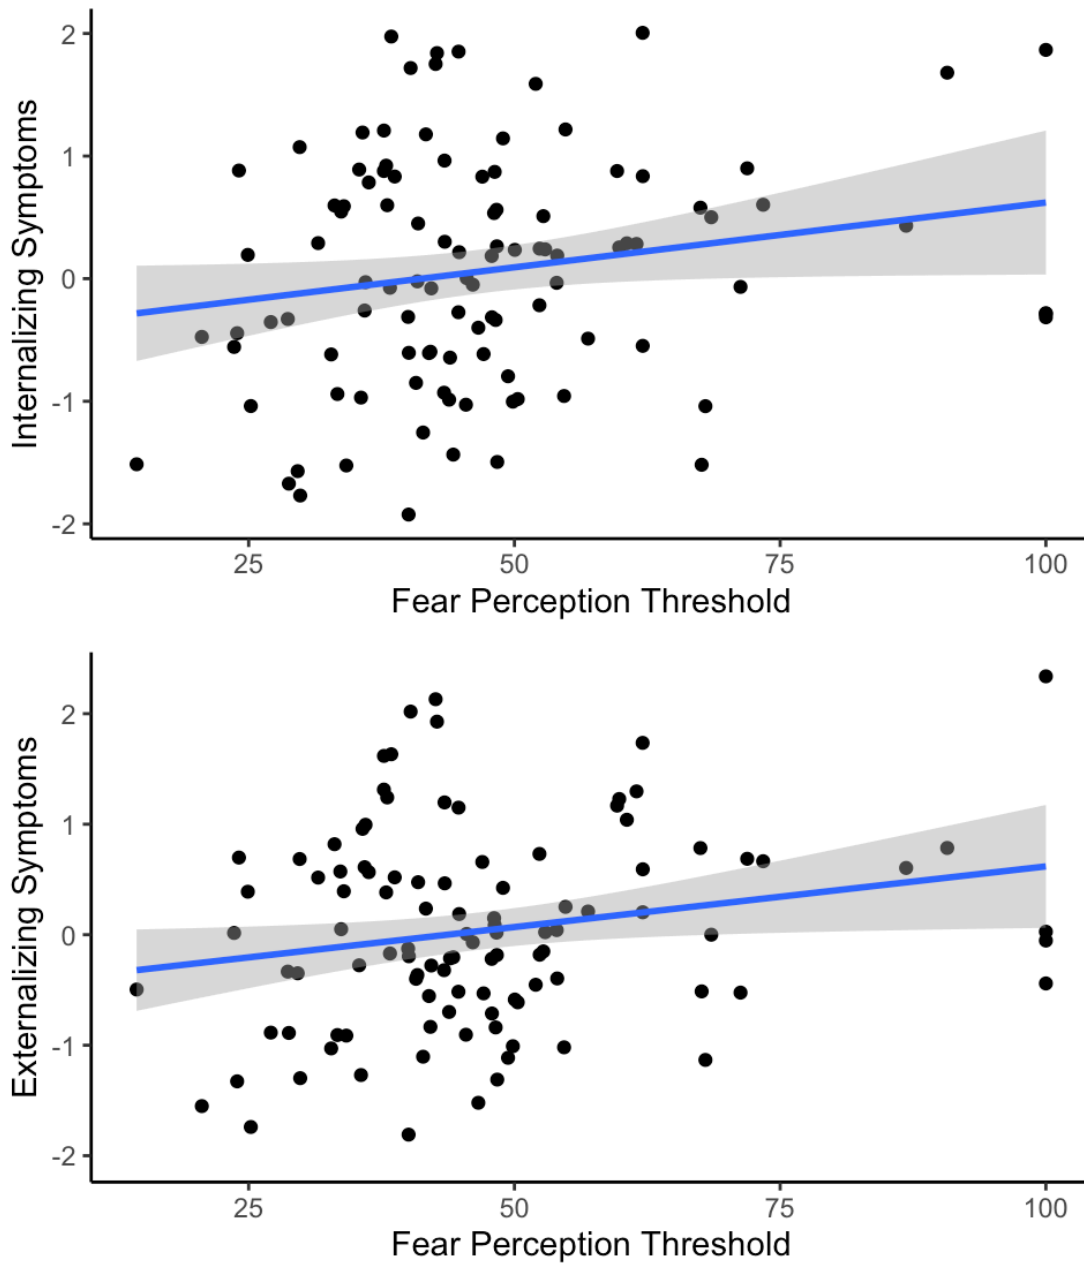 Internalizing Symptoms
2
1
0
-1
-2
25 50 75 100
Fear Perception Threshold
Externalizing Symptoms
2
1
0
-1
-2
25 50 75 100
Fear Perception Threshold